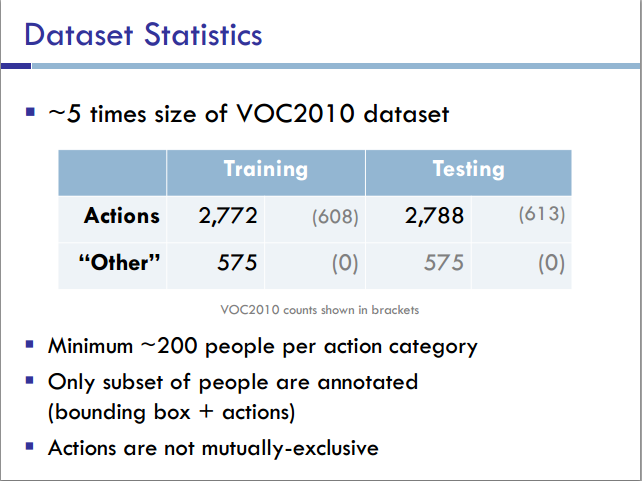 Dataset Statistics
▪ ~5 times size of VOC2010 dataset
Training Testing
Actions 2,772 (608) 2,788 (613)
“Other” 575 (0) 575 (0)
VOC2010 counts shown in brackets
▪ Minimum ~200 people per action category
▪ Only subset of people are annotated
(bounding box + actions)
▪ Actions are not mutually-exclusive